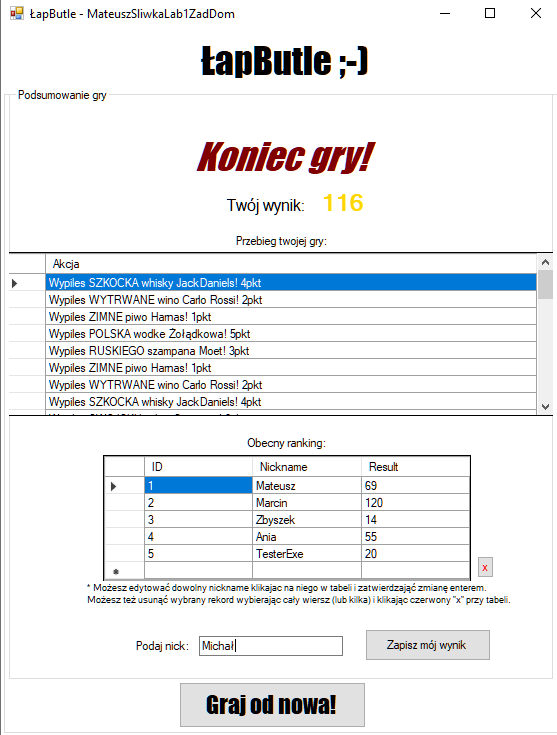 ŁapButle - MateuszSliwkaLab1ZadDom
ŁapButle ;-)
Podsumowanie gry
Koniec gry!
Twój wynik: 116
Przebieg twojej gry:
Akcja
Wypiles SZKOCKA whisky JackDaniels! 4pkt
Wypiles WYTRWANE wino Carlo Rossi! 2pkt
Wypiles ZIMNE piwo Harnas! 1pkt
Wypiles POLSKA wodke Żołądkowa! 5pkt
Wypiles RUSKIEGO szampana Moet! 3pkt
Wypiles ZIMNE piwo Harnas! 1pkt
Wypiles WYTRWANE wino Carlo Rossi! 2pkt
Wypiles SZKOCKA whisky JackDaniels! 4pkt
Obecny ranking:
ID Nickname Result
1 Mateusz 69
2 Marcin 120
3 Zbyszek 14
4 Ania 55
5 TesterExe 20
x
* Możesz edytować dowolny nickname klikajac na niego w tabeli i zatwierdzajáć zmianę enterem.
Możesz też usunąć wybrany rekord wybierając cały wiersz (lub kilka) i klikając czerwony "x" przy tabeli.
Podaj nick: Michał Zapisz mój wynik
Graj od nowa!